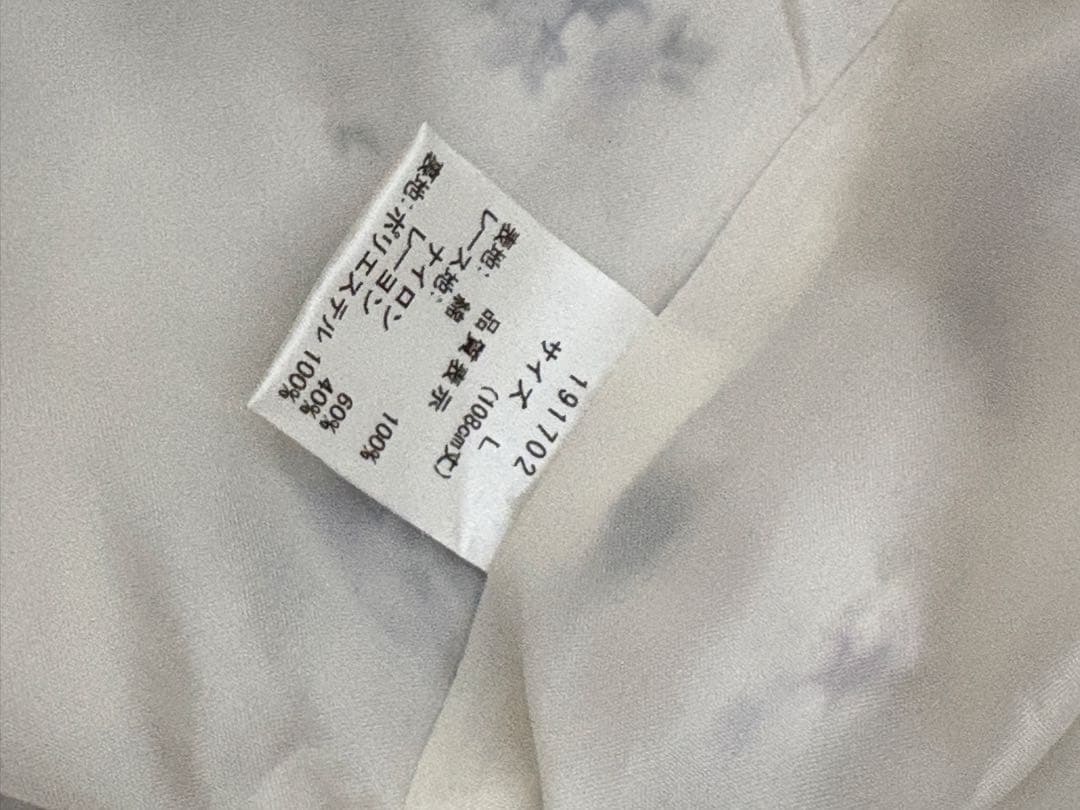 191702
サイズ L
(108cm丈)
品質表示
表地: 綿 100%
レース地:
ナイロン 60%
レーヨン 40%
裏地:ポリエステル 100%